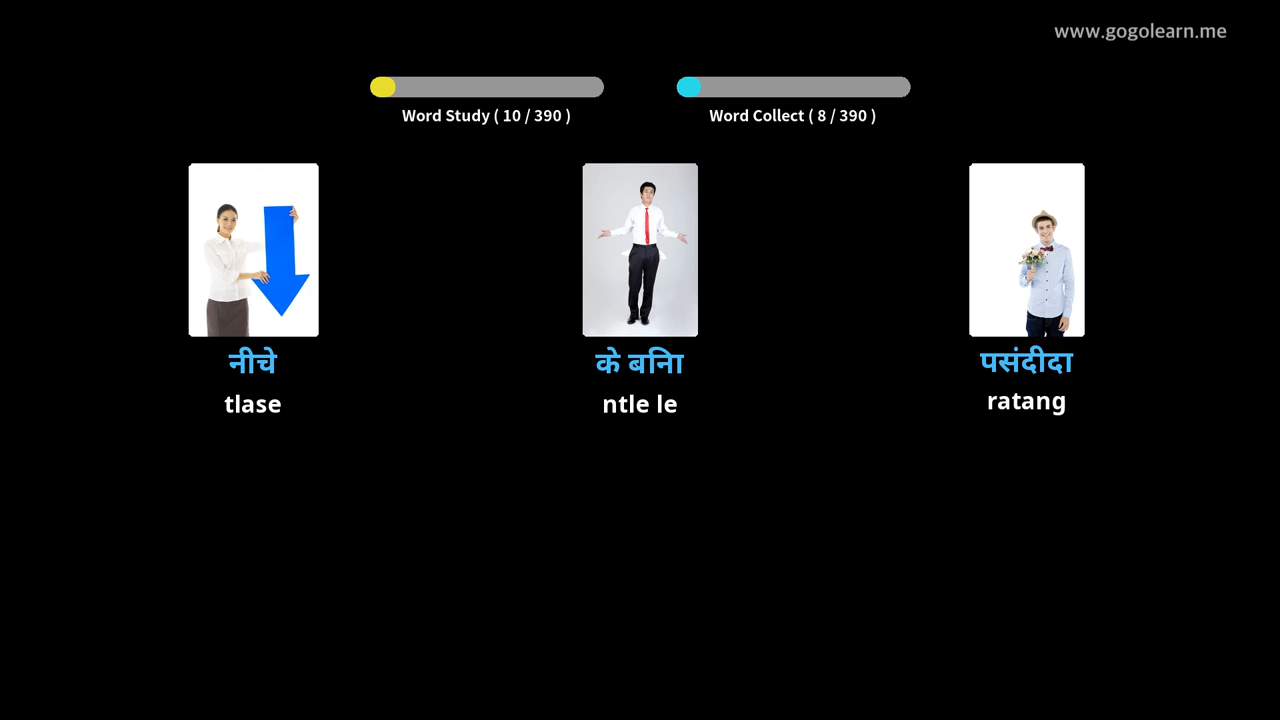 www.gogolearn.me
Word Study ( 10 / 390 )
Word Collect ( 8 / 390 )
नीचे
के बिना
पसंदीदा
tlase
ntle le
ratang